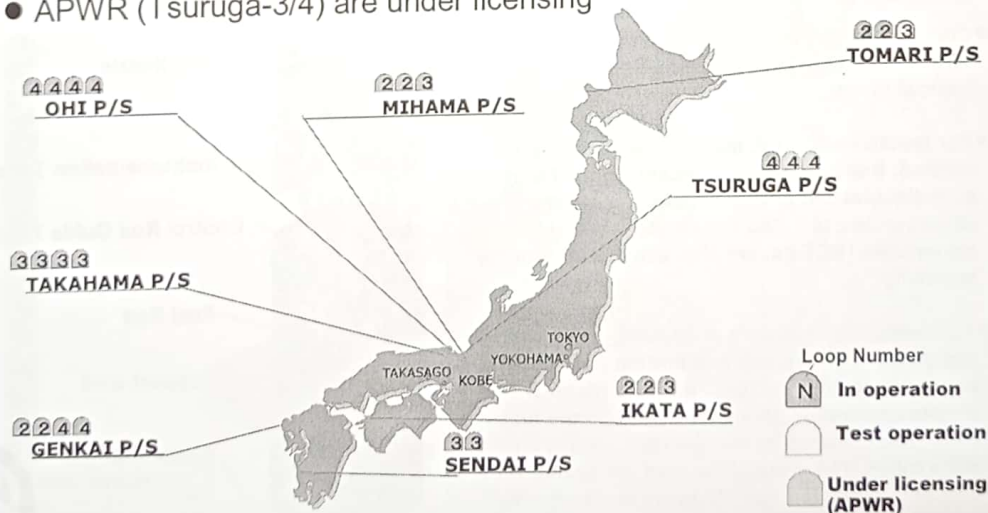 ● APWR (Tsuruga-3/4) are under licensing
2 2 3
TOMARI P/S
4 4 4 4
OHI P/S
2 2 3
MIHAMA P/S
4 4 4
TSURUGA P/S
3 3 3 3
TAKAHAMA P/S
TOKYO
YOKOHAMA
TAKASAGO
KOBE
Loop Number
N In operation
2 2 3
IKATA P/S
Test operation
2 2 4 4
GENKAI P/S
3 3
SENDAI P/S
Under licensing
(APWR)